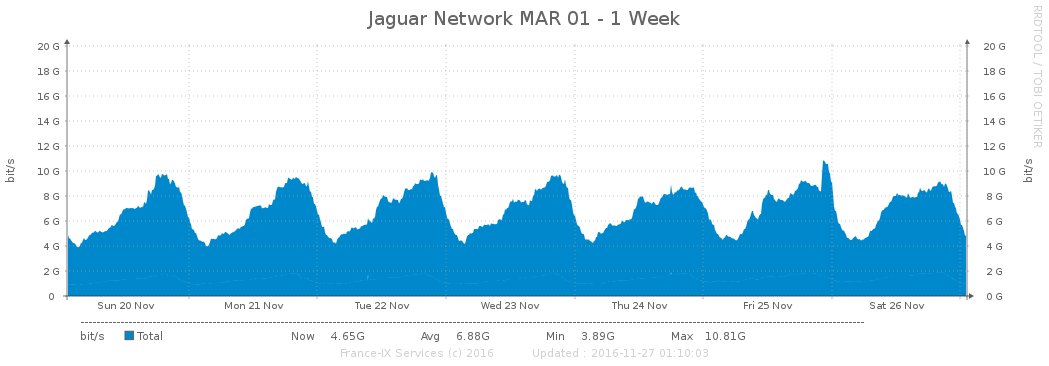 Jaguar Network MAR 01 - 1 Week
RRDTOOL / TOBI OETIKER
bit/s
20 G 20 G
18 G 18 G
16 G 16 G
14 G 14 G
12 G 12 G
10 G 10 G
8 G 8 G
6 G 6 G
4 G 4 G
2 G 2 G
0 0 G
bit/s
Sun 20 Nov Mon 21 Nov Tue 22 Nov Wed 23 Nov Thu 24 Nov Fri 25 Nov Sat 26 Nov
bit/s Total Now 4.65G Avg 6.88G Min 3.89G Max 10.81G
France-IX Services (c) 2016 Updated : 2016-11-27 01:10:03